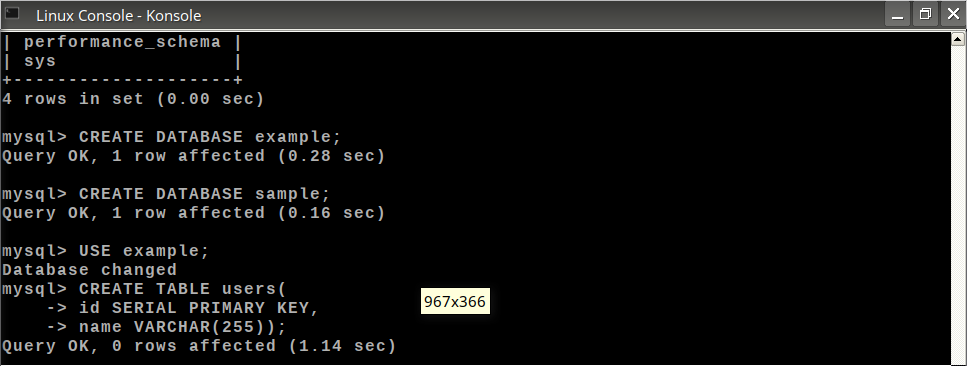 Linux Console - Konsole
| performance_schema |
| sys                |
+--------------------+
4 rows in set (0.00 sec)
mysql> CREATE DATABASE example;
Query OK, 1 row affected (0.28 sec)
mysql> CREATE DATABASE sample;
Query OK, 1 row affected (0.16 sec)
mysql> USE example;
Database changed
mysql> CREATE TABLE users(
    -> id SERIAL PRIMARY KEY,
967x366
    -> name VARCHAR(255));
Query OK, 0 rows affected (1.14 sec)